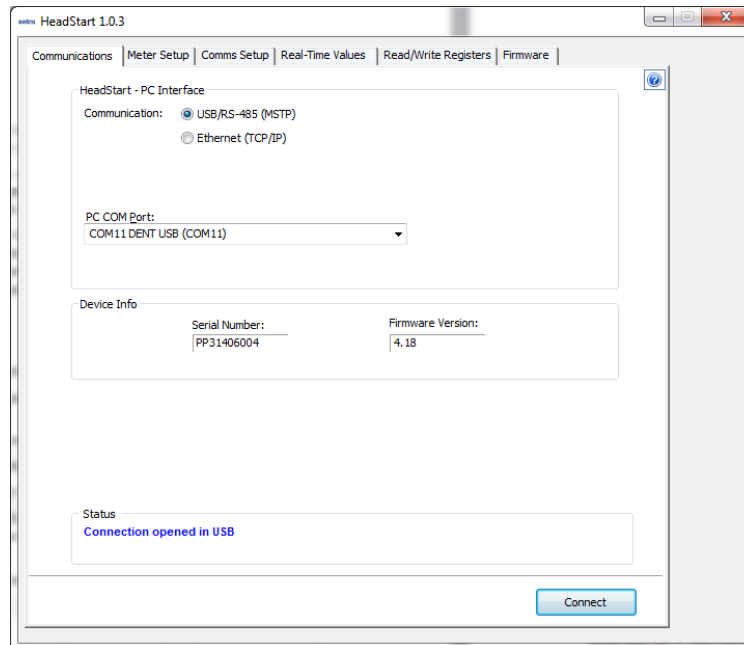 setra HeadStart 1.0.3
Communications Meter Setup Comms Setup Real-Time Values Read/Write Registers Firmware
HeadStart - PC Interface
Communication: USB/RS-485 (MSTP)
Ethernet (TCP/IP)
PC COM Port:
COM11 DENT USB (COM11)
Device Info
Serial Number: Firmware Version:
PP31406004 4.18
Status
Connection opened in USB
Connect